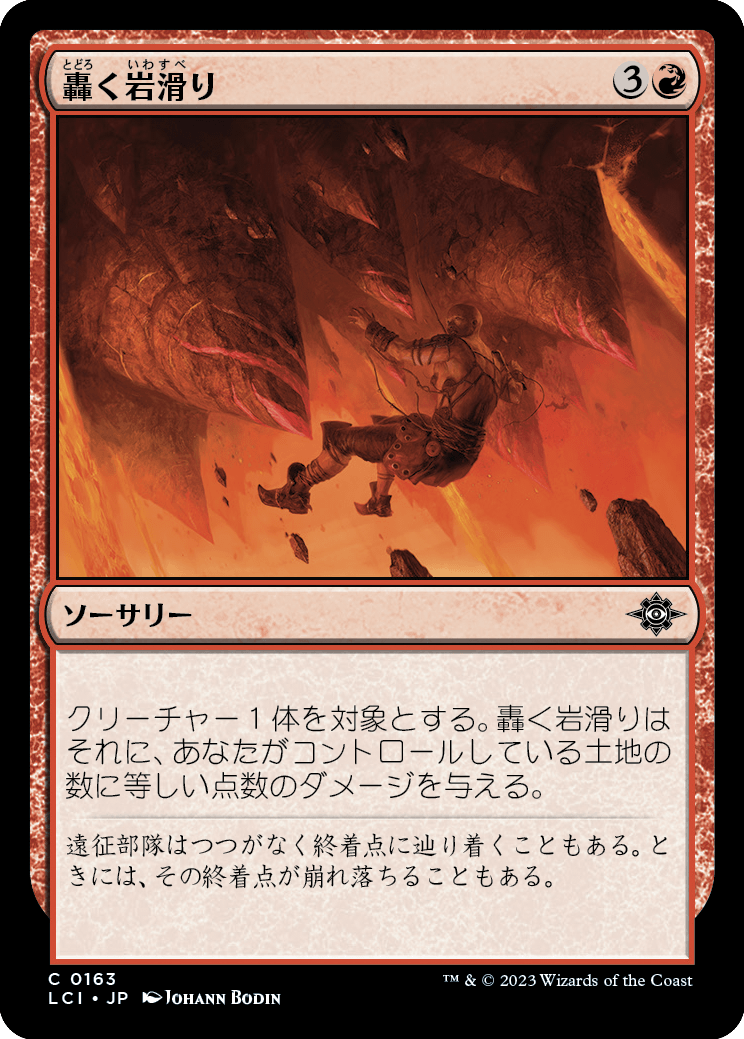 とどろ いわすべ
轟く岩滑り 3
ソーサリー
クリーチャー１体を対象とする。轟く岩滑りは
それに、あなたがコントロールしている土地の
数に等しい点数のダメージを与える。
遠征部隊はつつがなく終着点に辿り着くこともある。と
きには、その終着点が崩れ落ちることもある。
C 0163
LCI • JP Johann Bodin
™ & © 2023 Wizards of the Coast